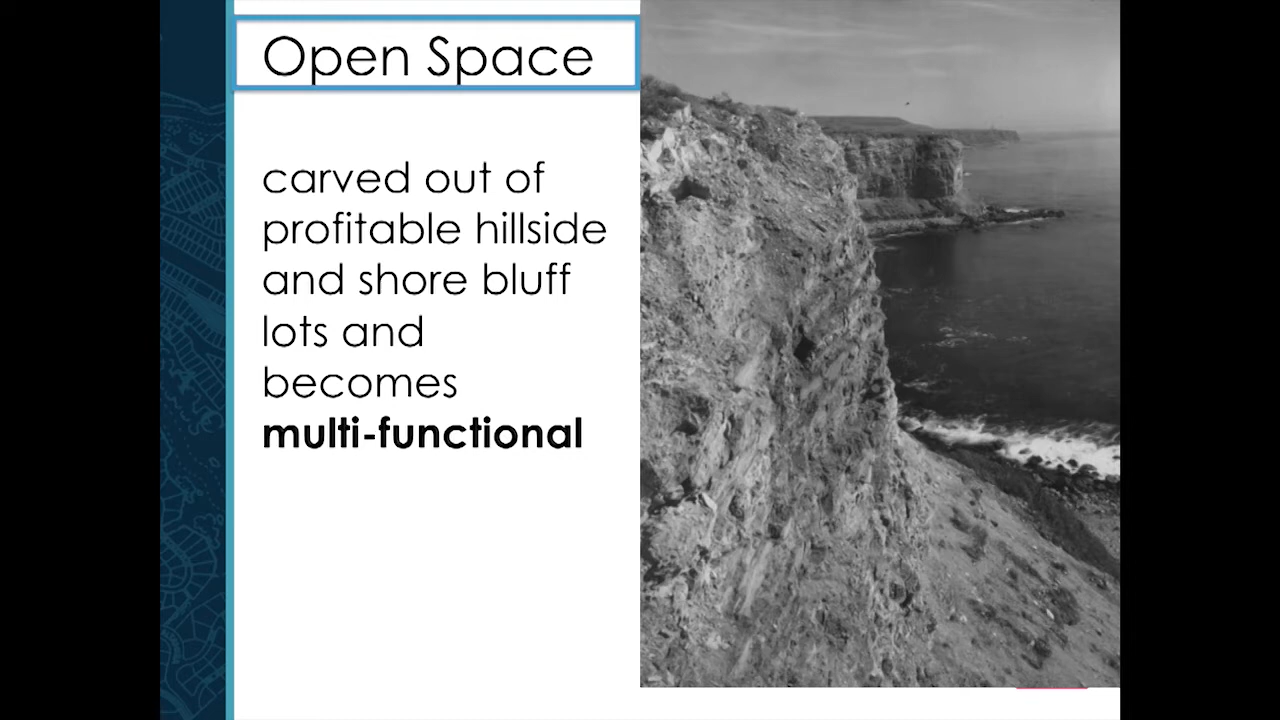 Open Space
carved out of
profitable hillside
and shore bluff
lots and
becomes
multi-functional